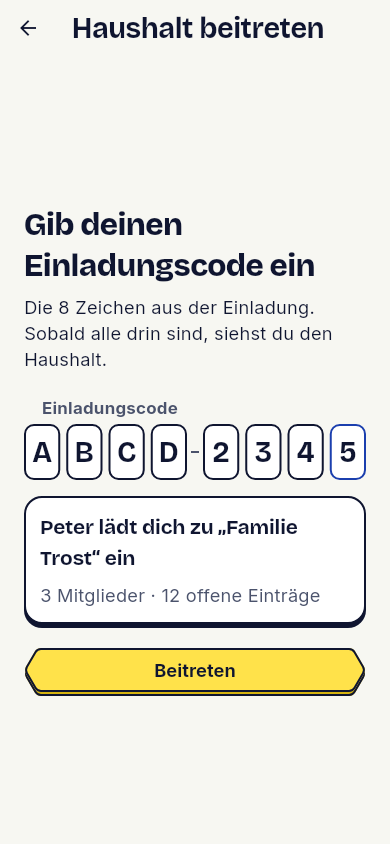 Haushalt beitreten
Gib deinen
Einladungscode ein
Die 8 Zeichen aus der Einladung.
Sobald alle drin sind, siehst du den
Haushalt.
Einladungscode
A B C D - 2 3 4 5
Peter lädt dich zu „Familie
Trost“ ein
3 Mitglieder · 12 offene Einträge
Beitreten